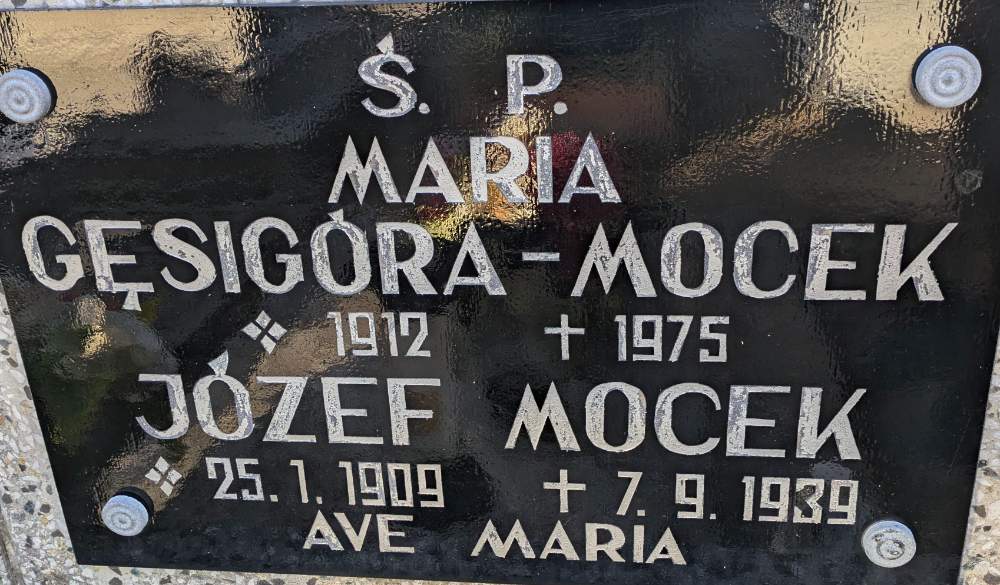 Ś. P.
MARIA
GĘSIGÓRA - MOCEK
1912 † 1975
JÓZEF MOCEK
25. 1. 1909 † 7. 9. 1939
AVE MARIA